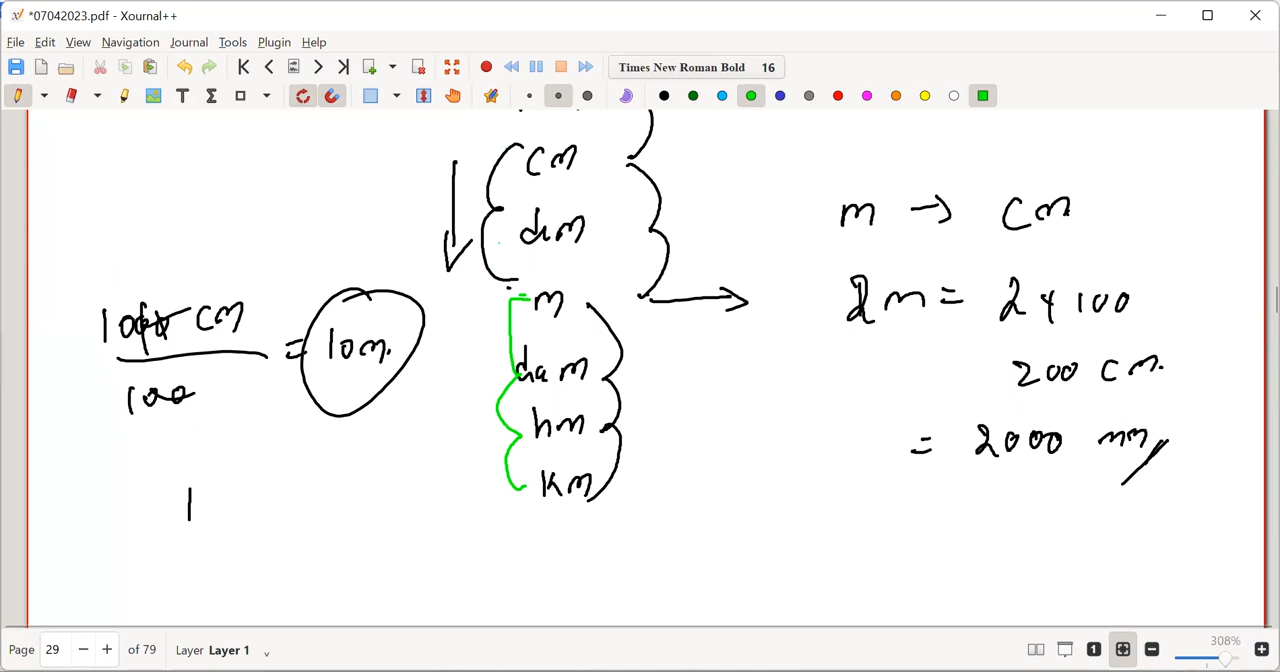 *07042023.pdf - Xournal++
File Edit View Navigation Journal Tools Plugin Help
Times New Roman Bold 16
cm
dm
m
dam
hm
km
1000 cm
100
= 10m.
1
m → cm
2m = 2 × 100
200 cm.
= 2000 mm
Page 29 of 79 Layer Layer 1
308%